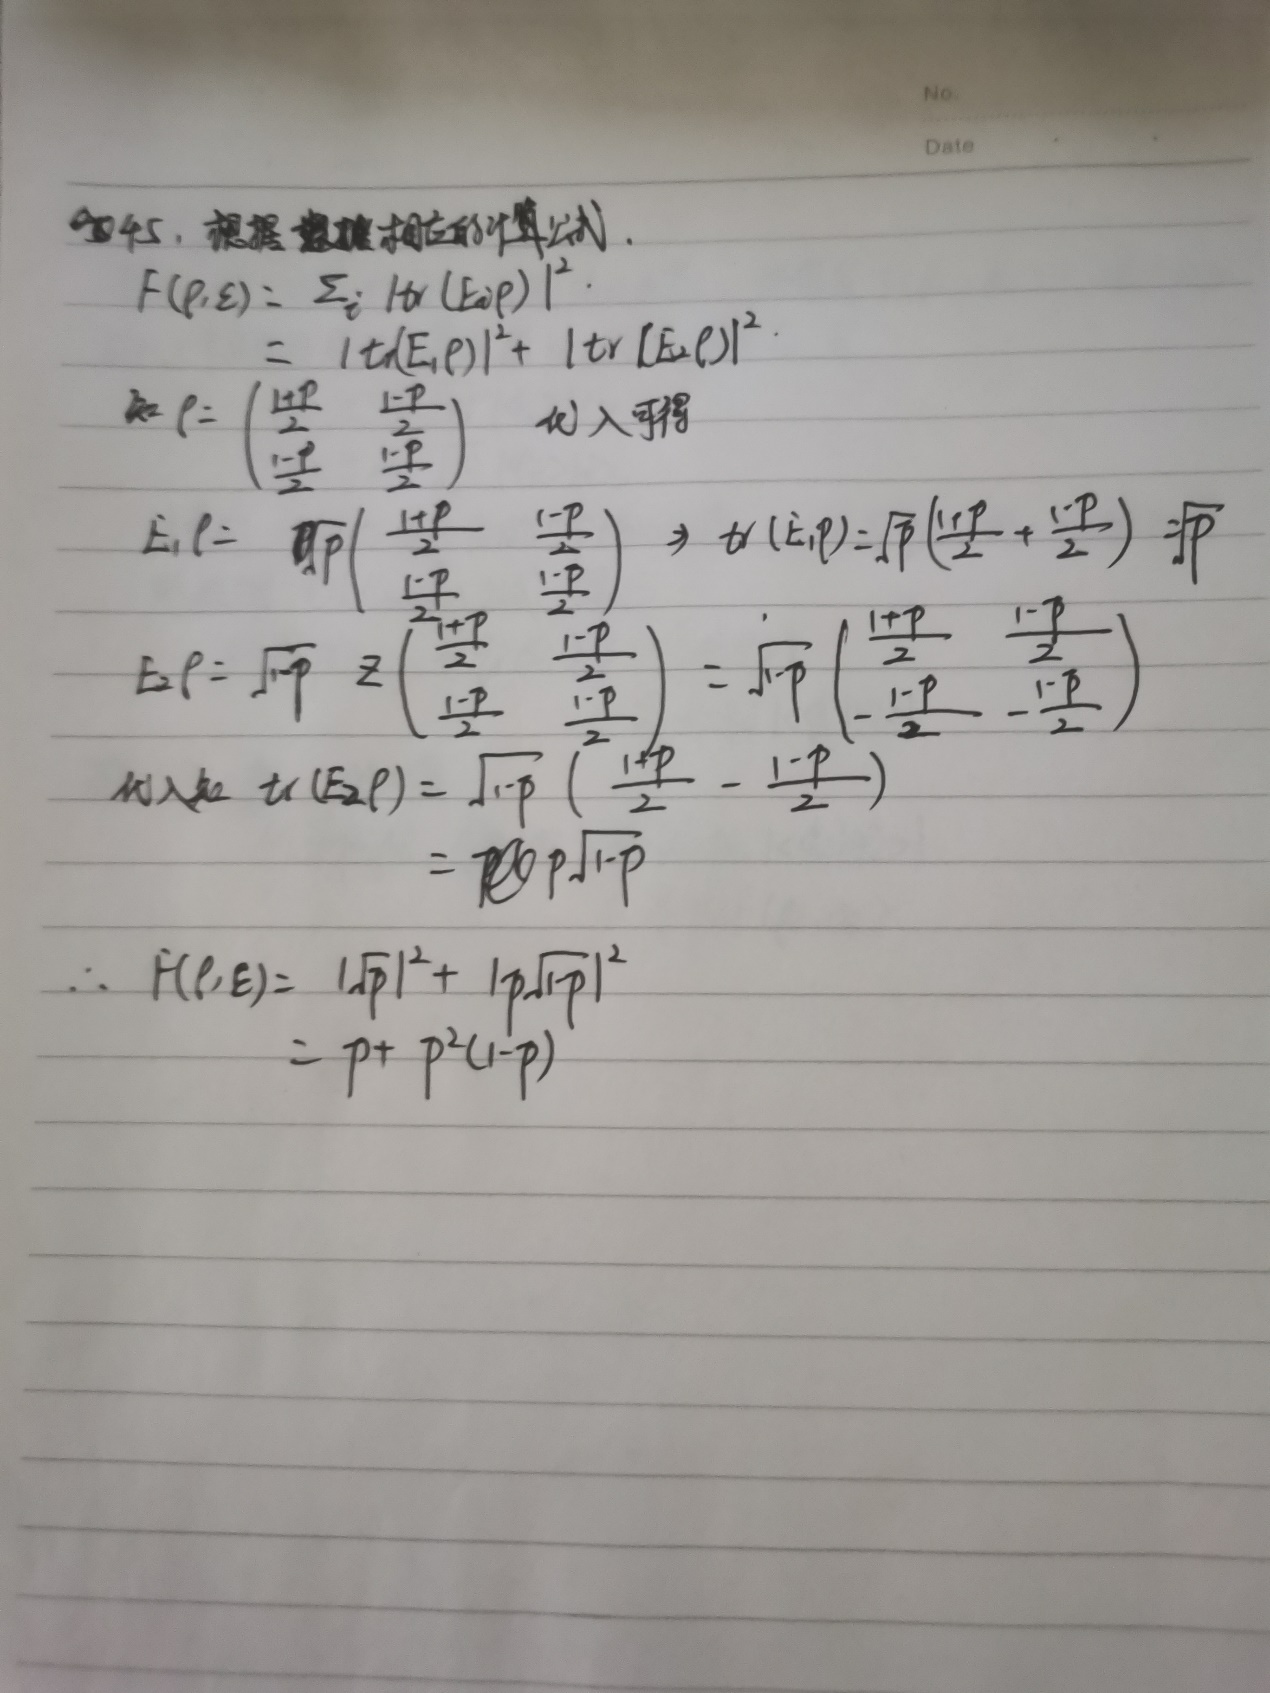 No.
Date
45. 根据 相应的计算公式.
F(ρ,ε) = Σᵢ |tr(Eᵢρ)|².
= |tr(E₁ρ)|² + |tr[E₂ρ)|².
知 ρ = ( (1+p)/2 (1-p)/2 ; (1-p)/2 (1-p)/2 ) 代入可得
E₁ρ = √p ( (1+p)/2 (1-p)/2 ; (1-p)/2 (1-p)/2 ) ⇒ tr(E₁ρ) = √p ( (1+p)/2 + (1-p)/2 ) = √p
E₂ρ = √(1-p) Z ( (1+p)/2 (1-p)/2 ; (1-p)/2 (1-p)/2 ) = √(1-p) ( (1+p)/2 (1-p)/2 ; -(1-p)/2 -(1-p)/2 )
代入知 tr(E₂ρ) = √(1-p) ( (1+p)/2 - (1-p)/2 )
= p√(1-p)
∴ F(ρ,ε) = |√p|² + |p√(1-p)|²
= p + p²(1-p)